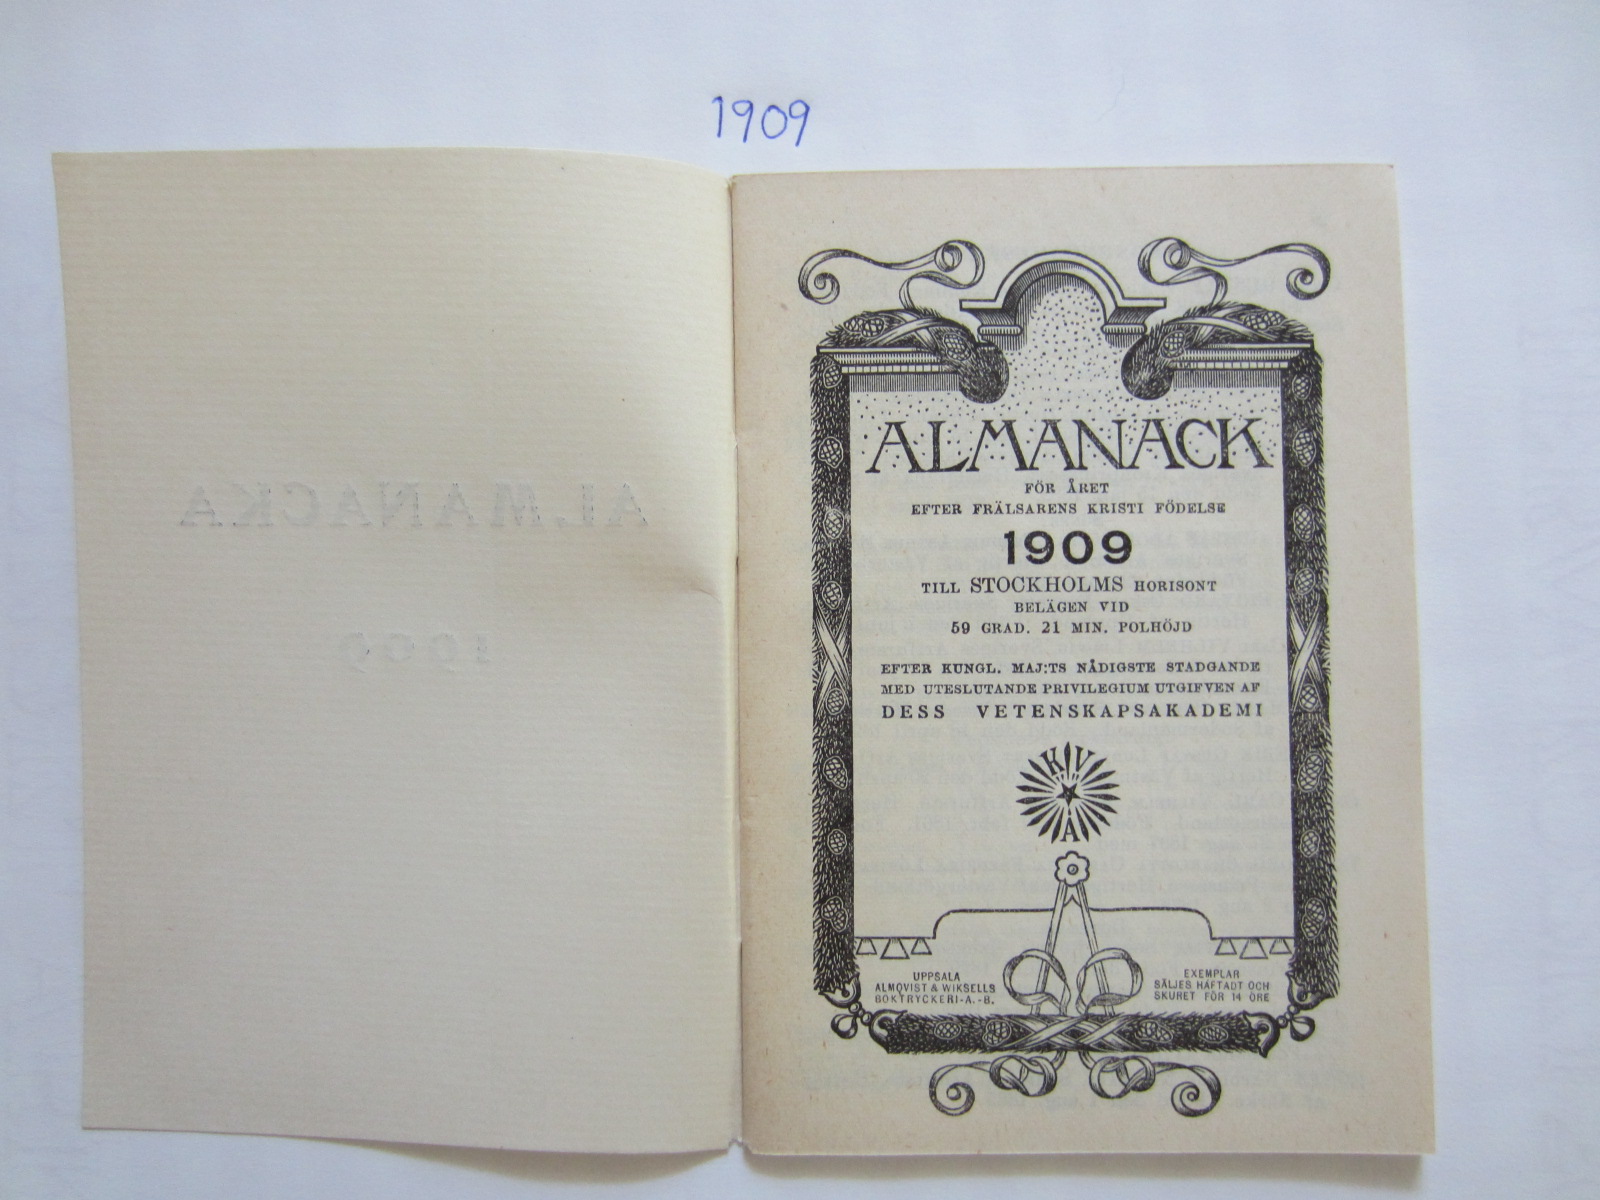 1909
ALMANACKA
1909
ALMANACK
FÖR ÅRET
EFTER FRÄLSARENS KRISTI FÖDELSE
1909
TILL STOCKHOLMS HORISONT
BELÄGEN VID
59 GRAD. 21 MIN. POLHÖJD
EFTER KUNGL. MAJ:TS NÅDIGSTE STADGANDE
MED UTESLUTANDE PRIVILEGIUM UTGIFVEN AF
DESS VETENSKAPSAKADEMI
K V
A
UPPSALA
ALMQVIST & WIKSELLS
BOKTRYCKERI-A.-B.
EXEMPLAR
SÄLJES HÄFTADT OCH
SKURET FÖR 14 ÖRE